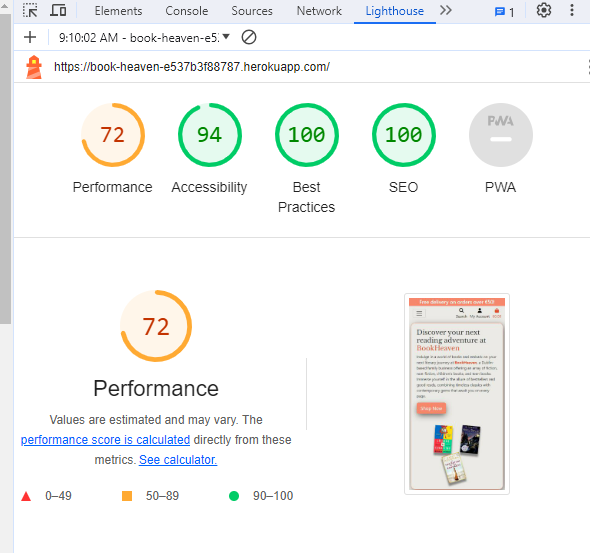 Elements Console Sources Network Lighthouse 1
9:10:02 AM - book-heaven-e5
https://book-heaven-e537b3f88787.herokuapp.com/
72 94 100 100 PWA
Performance Accessibility Best Practices SEO PWA
72
Performance
Values are estimated and may vary. The
performance score is calculated directly from these
metrics. See calculator.
0–49 50–89 90–100
Free delivery on orders over
Search My Account
Discover your next
reading adventure at
BookHeaven
Shop Now